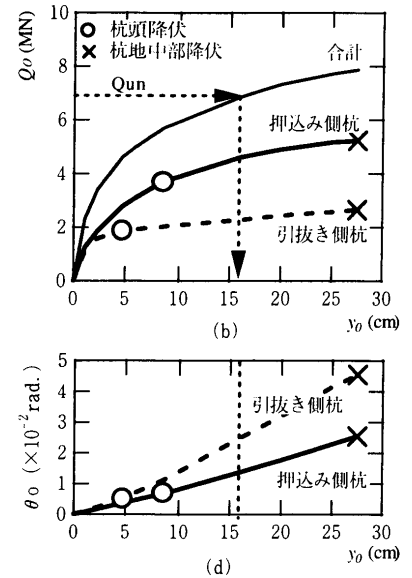 Qo (MN)
10
8
6
4
2
0
○ 杭頭降伏
× 杭地中部降伏
合計
Qun
押込み側杭
引抜き側杭
0 5 10 15 20 25 30
(b)
yo (cm)
θo (×10⁻² rad.)
5
4
3
2
1
0
引抜き側杭
押込み側杭
0 5 10 15 20 25 30
(d)
yo (cm)